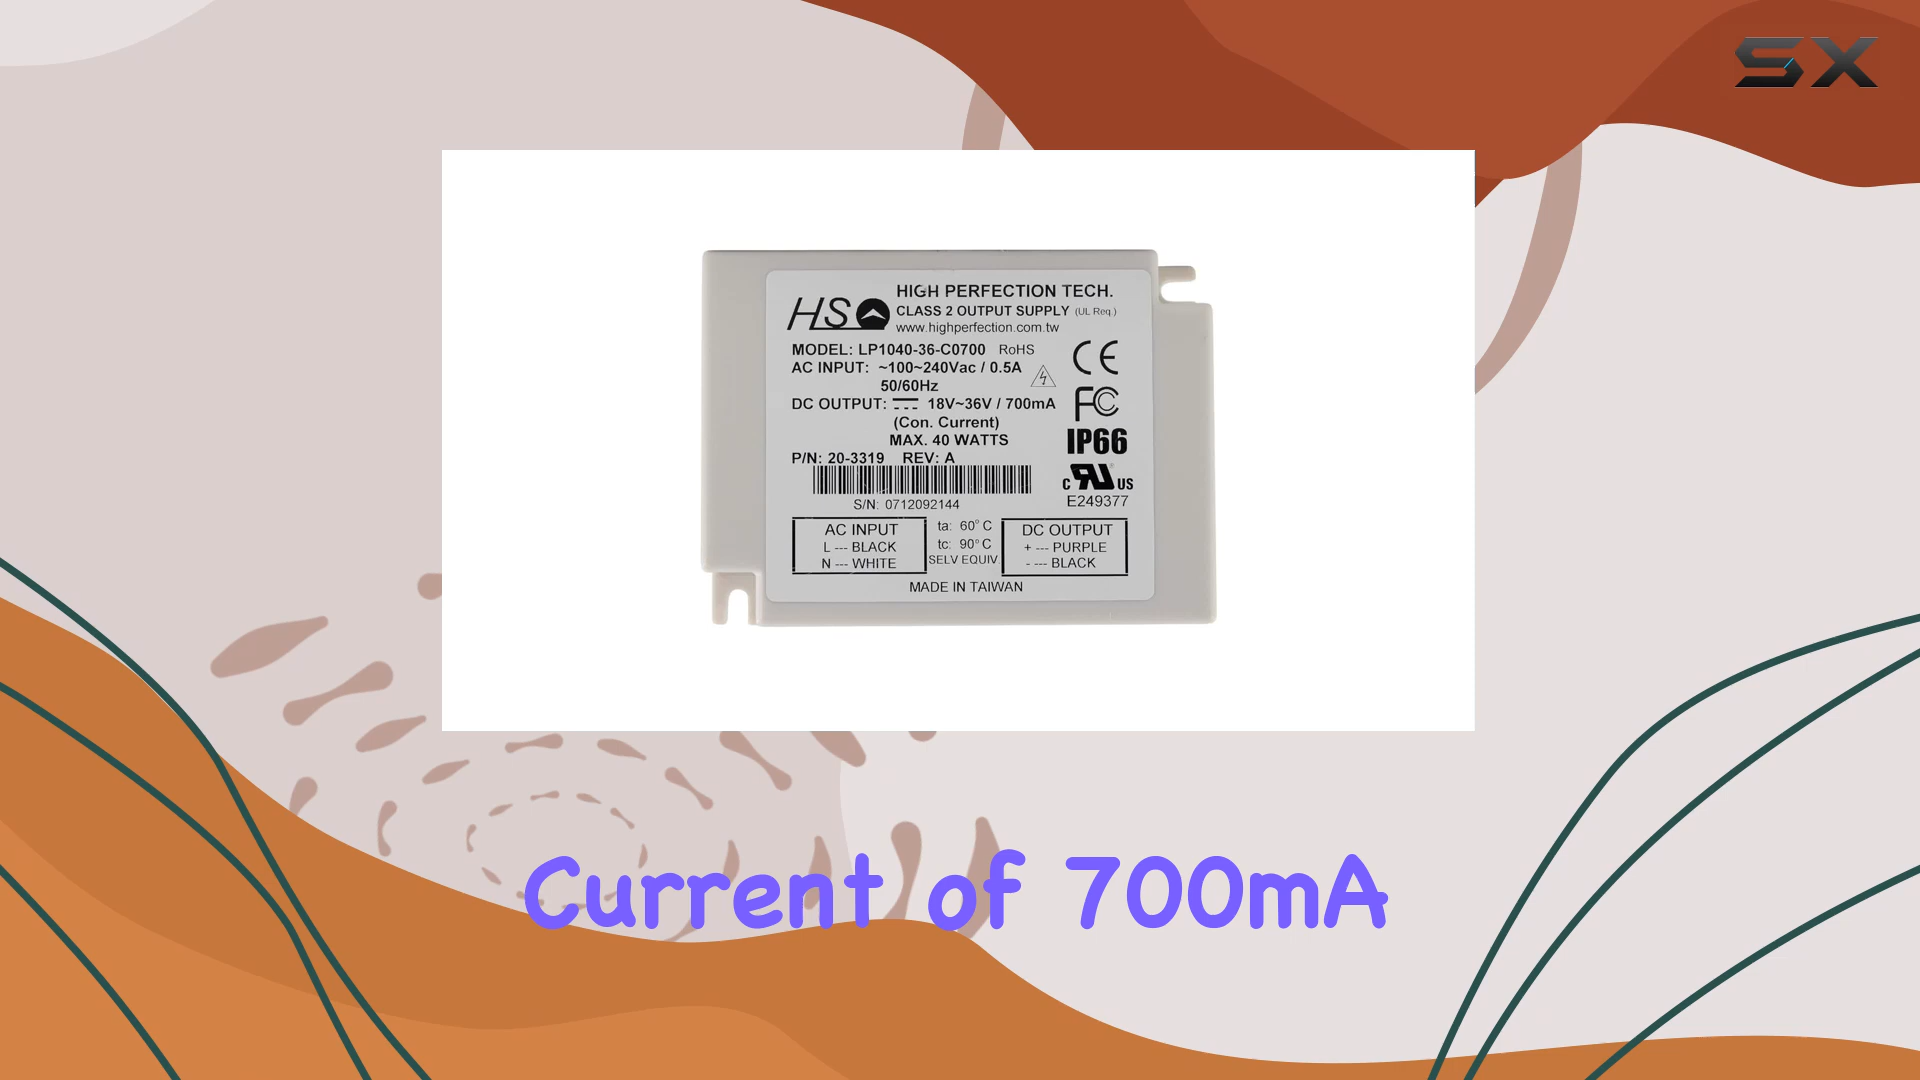 SX
HS
HIGH PERFECTION TECH.
CLASS 2 OUTPUT SUPPLY (UL Req.)
www.highperfection.com.tw
MODEL: LP1040-36-C0700 RoHS
AC INPUT: ~100~240Vac / 0.5A
50/60Hz
DC OUTPUT: 18V~36V / 700mA
(Con. Current)
MAX. 40 WATTS
P/N: 20-3319 REV: A
S/N: 0712092144
CE
FC
IP66
c RU US
E249377
AC INPUT
L --- BLACK
N --- WHITE
ta: 60° C
tc: 90° C
SELV EQUIV.
DC OUTPUT
+ --- PURPLE
- --- BLACK
MADE IN TAIWAN
Current of 700mA